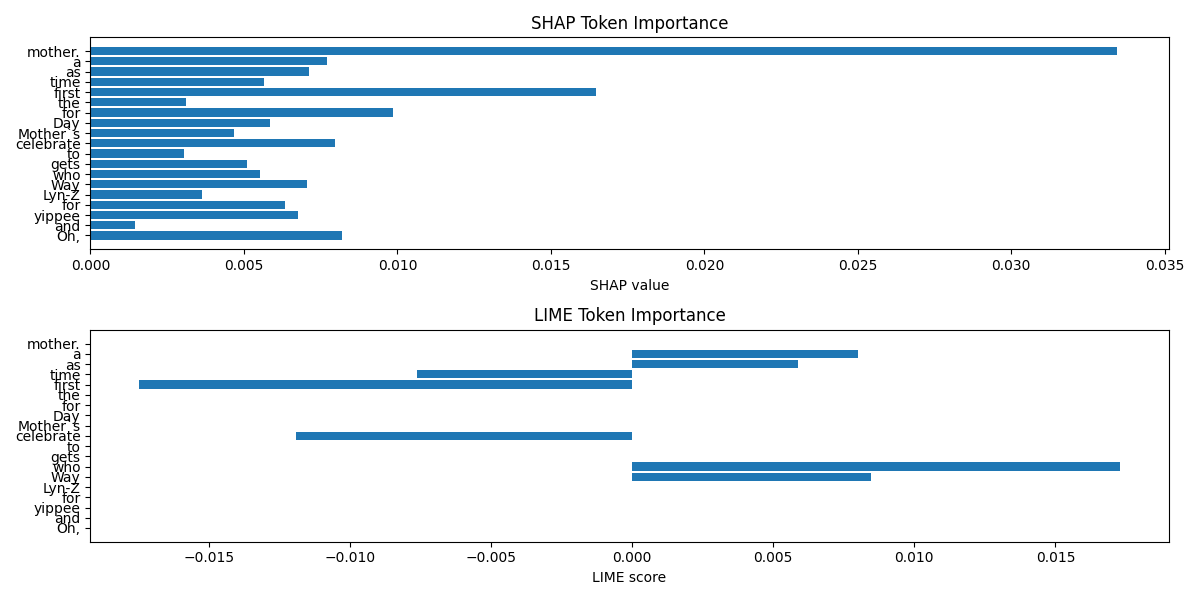 SHAP Token Importance
mother.
a
as
time
first
the
for
Day
Mother's
celebrate
to
gets
who
Way
Lyn-Z
for
yippee
and
Oh,
0.000 0.005 0.010 0.015 0.020 0.025 0.030 0.035
SHAP value
LIME Token Importance
mother.
a
as
time
first
the
for
Day
Mother's
celebrate
to
gets
who
Way
Lyn-Z
for
yippee
and
Oh,
−0.015 −0.010 −0.005 0.000 0.005 0.010 0.015
LIME score